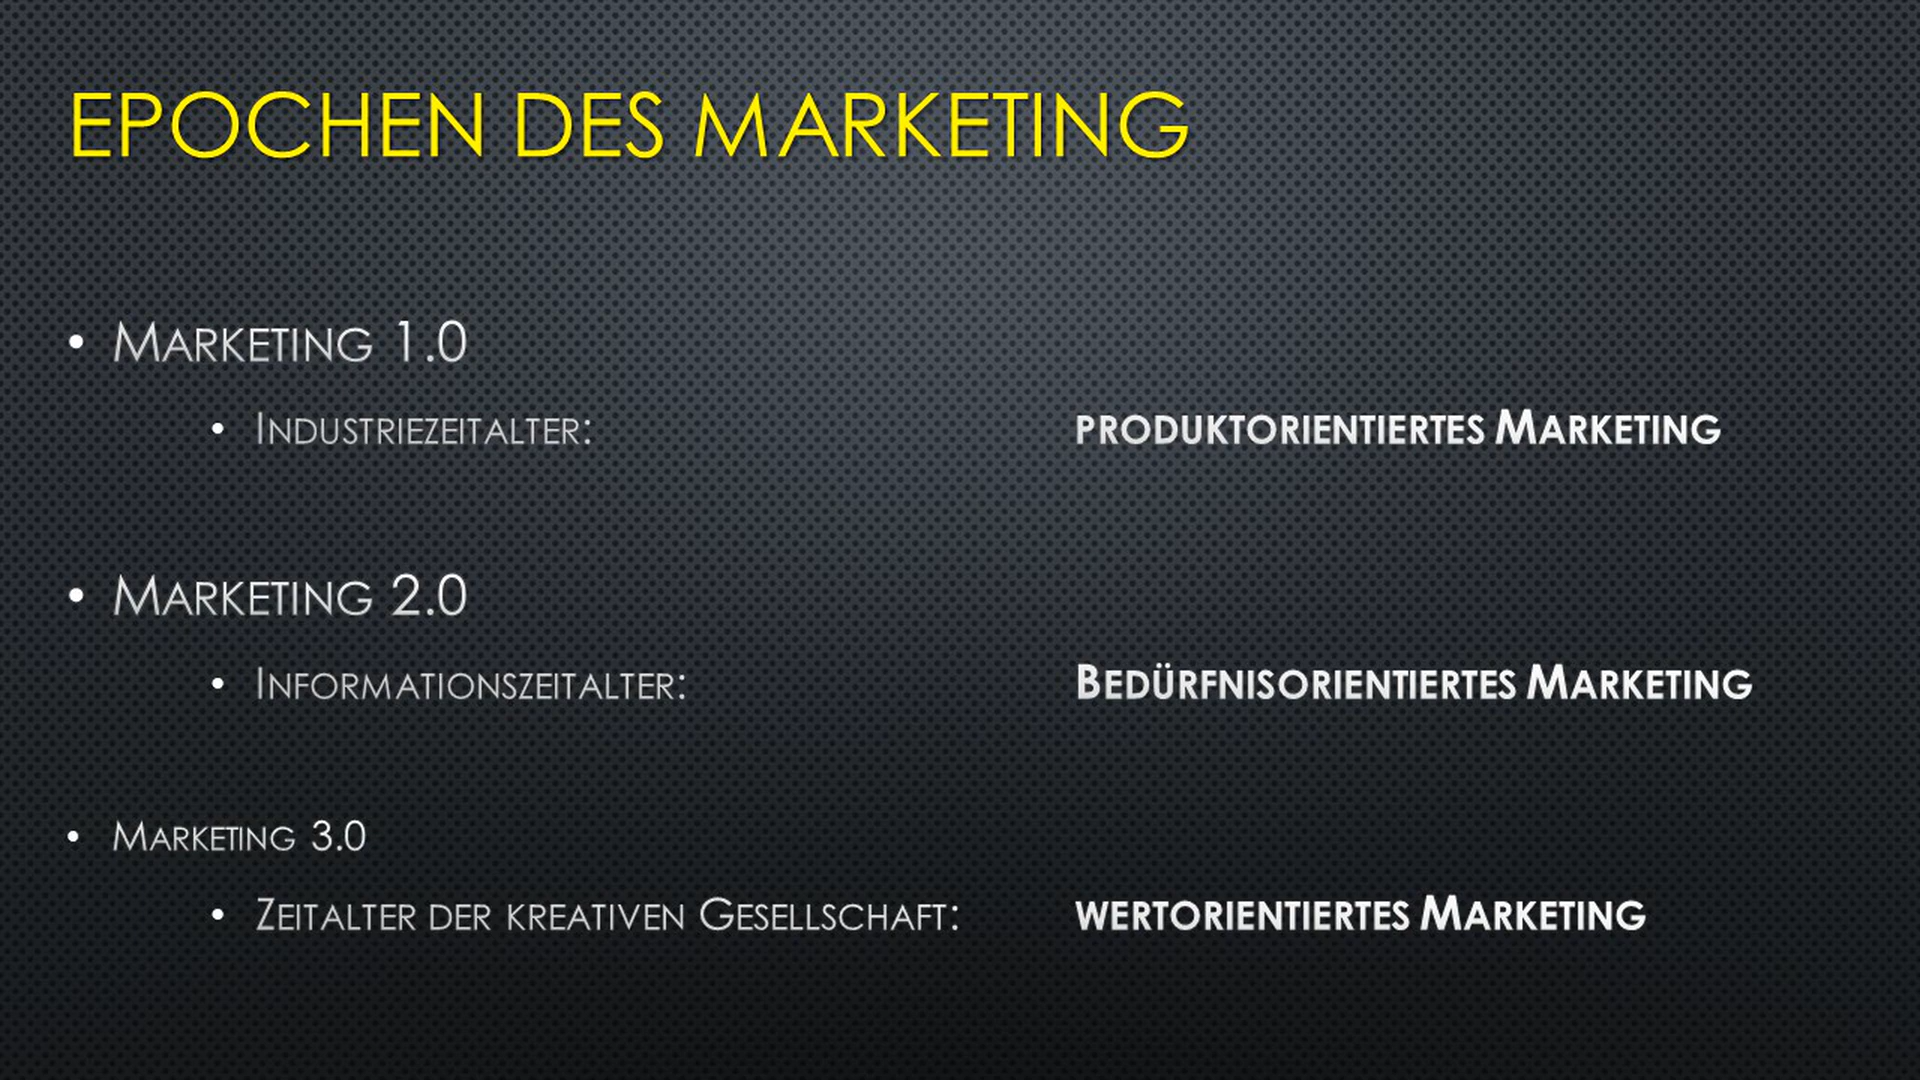 EPOCHEN DES MARKETING
• MARKETING 1.0
• INDUSTRIEZEITALTER: PRODUKTORIENTIERTES MARKETING
• MARKETING 2.0
• INFORMATIONSZEITALTER: BEDÜRFNISORIENTIERTES MARKETING
• MARKETING 3.0
• ZEITALTER DER KREATIVEN GESELLSCHAFT: WERTORIENTIERTES MARKETING